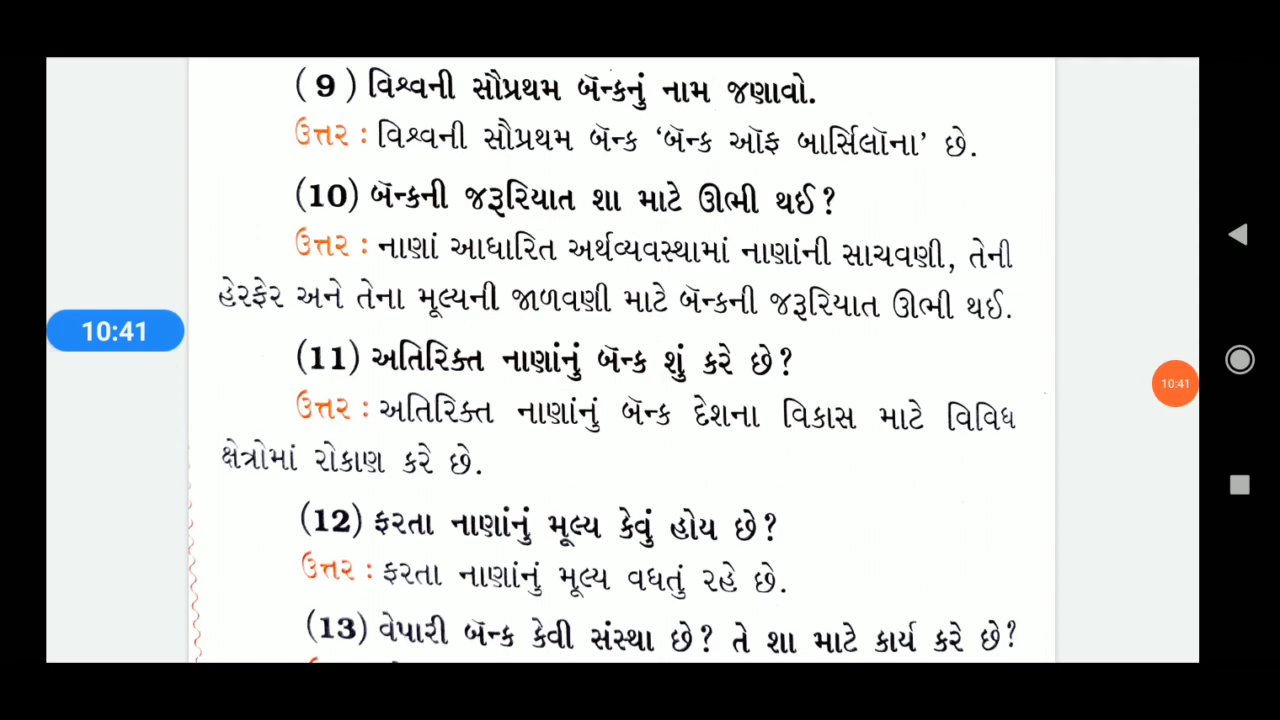 (9) વિશ્વની સૌપ્રથમ બૅન્કનું નામ જણાવો.
ઉત્તર : વિશ્વની સૌપ્રથમ બૅન્ક ‘બૅન્ક ઑફ બાર્સિલૉના’ છે.
(10) બૅન્કની જરૂરિયાત શા માટે ઊભી થઈ?
ઉત્તર : નાણાં આધારિત અર્થવ્યવસ્થામાં નાણાંની સાચવણી, તેની
હેરફેર અને તેના મૂલ્યની જાળવણી માટે બૅન્કની જરૂરિયાત ઊભી થઈ.
10:41
(11) અતિરિક્ત નાણાંનું બૅન્ક શું કરે છે?
10:41
ઉત્તર : અતિરિક્ત નાણાંનું બૅન્ક દેશના વિકાસ માટે વિવિધ
ક્ષેત્રોમાં રોકાણ કરે છે.
(12) ફરતા નાણાંનું મૂલ્ય કેવું હોય છે?
ઉત્તર : ફરતા નાણાંનું મૂલ્ય વધતું રહે છે.
(13) વેપારી બૅન્ક કેવી સંસ્થા છે? તે શા માટે કાર્ય કરે છે?